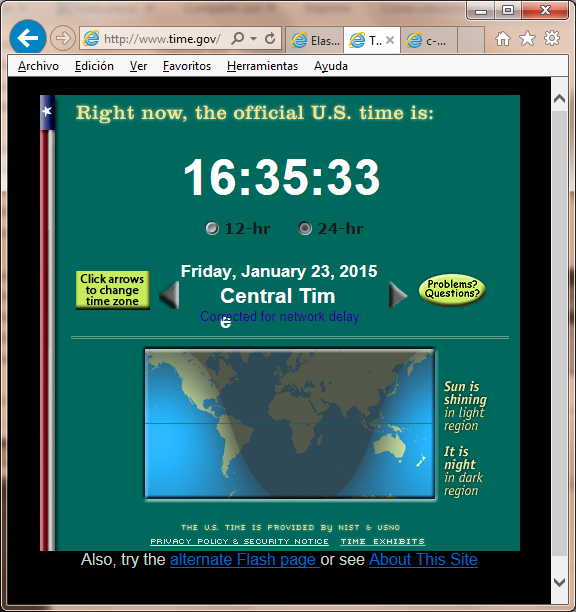 http://www.time.gov/
Elas...
T...
c-...
Archivo Edición Ver Favoritos Herramientas Ayuda
Right now, the official U.S. time is:
16:35:33
12-hr 24-hr
Click arrows
to change
time zone
Friday, January 23, 2015
Central Tim
e
Corrected for network delay
Problems?
Questions?
Sun is
shining
in light
region
It is
night
in dark
region
THE U.S. TIME IS PROVIDED BY NIST & USNO
PRIVACY POLICY & SECURITY NOTICE TIME EXHIBITS
Also, try the alternate Flash page or see About This Site